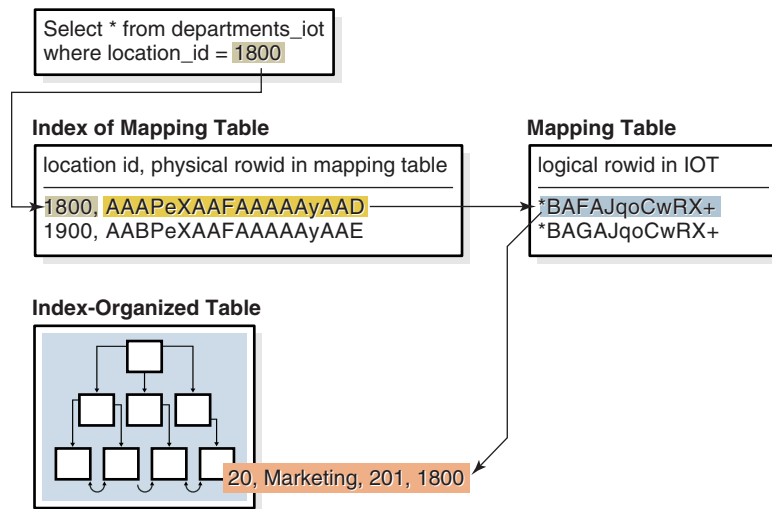 Select * from departments_iot
where location_id = 1800
Index of Mapping Table
location id, physical rowid in mapping table
1800, AAAPeXAAFAAAAAyAAD
1900, AABPeXAAFAAAAAyAAE
Mapping Table
logical rowid in IOT
*BAFAJqoCwRX+
*BAGAJqoCwRX+
Index-Organized Table
20, Marketing, 201, 1800